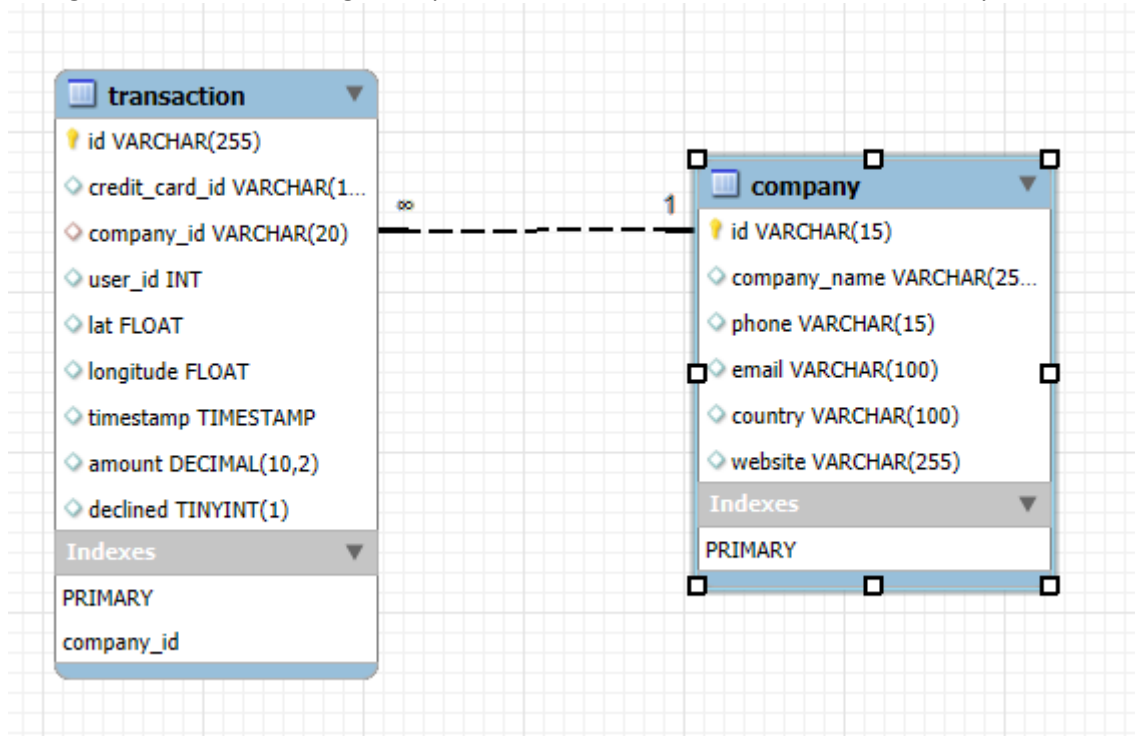 transaction
id VARCHAR(255)
credit_card_id VARCHAR(1...
company_id VARCHAR(20)
user_id INT
lat FLOAT
longitude FLOAT
timestamp TIMESTAMP
amount DECIMAL(10,2)
declined TINYINT(1)
Indexes
PRIMARY
company_id
∞
1
company
id VARCHAR(15)
company_name VARCHAR(25...
phone VARCHAR(15)
email VARCHAR(100)
country VARCHAR(100)
website VARCHAR(255)
Indexes
PRIMARY